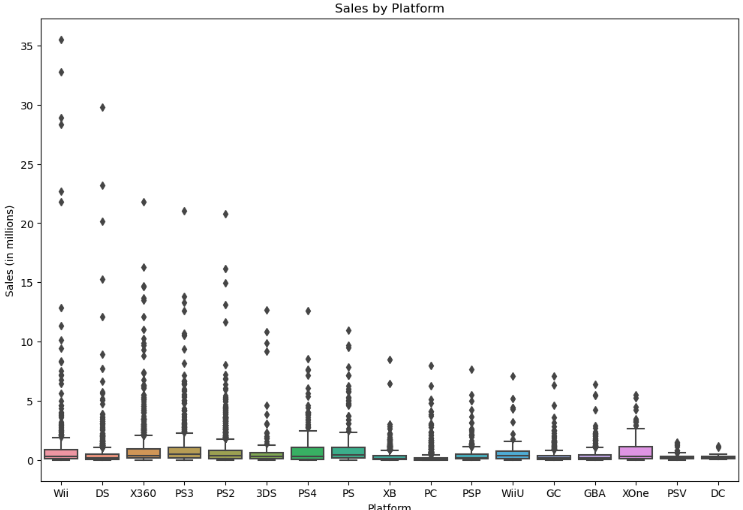 Sales by Platform
Sales (in millions)
35
30
25
20
15
10
5
0
Wii DS X360 PS3 PS2 3DS PS4 PS XB PC PSP WiiU GC GBA XOne PSV DC
Platform